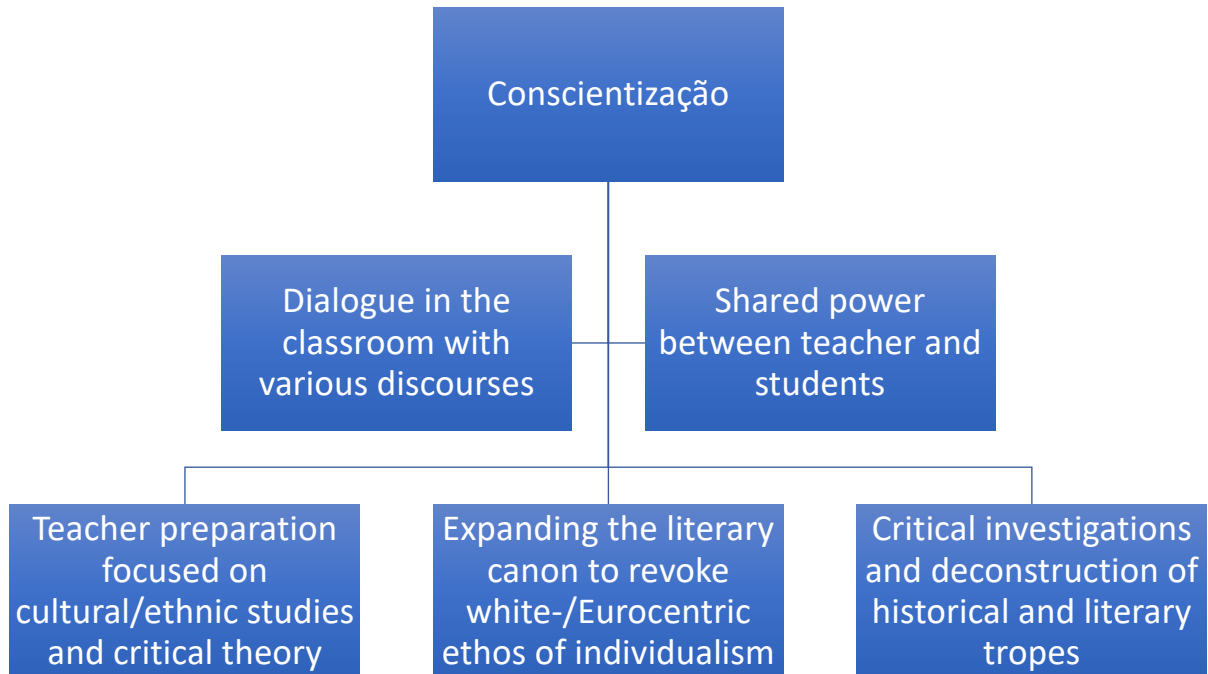 Conscientização
Dialogue in the
classroom with
various discourses
Shared power
between teacher and
students
Teacher preparation
focused on
cultural/ethnic studies
and critical theory
Expanding the literary
canon to revoke
white-/Eurocentric
ethos of individualism
Critical investigations
and deconstruction of
historical and literary
tropes